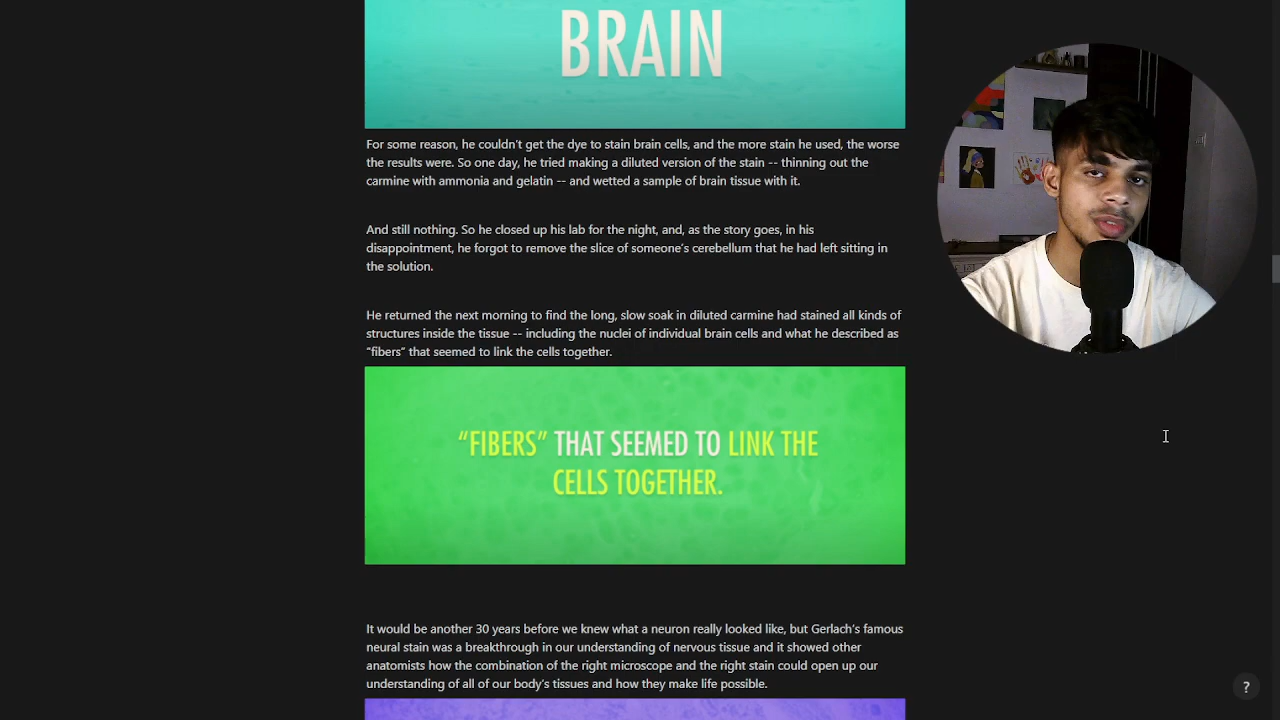 BRAIN
For some reason, he couldn't get the dye to stain brain cells, and the more stain he used, the worse
the results were. So one day, he tried making a diluted version of the stain -- thinning out the
carmine with ammonia and gelatin -- and wetted a sample of brain tissue with it.
And still nothing. So he closed up his lab for the night, and, as the story goes, in his
disappointment, he forgot to remove the slice of someone's cerebellum that he had left sitting in
the solution.
He returned the next morning to find the long, slow soak in diluted carmine had stained all kinds of
structures inside the tissue -- including the nuclei of individual brain cells and what he described as
“fibers” that seemed to link the cells together.
“FIBERS” THAT SEEMED TO LINK THE
CELLS TOGETHER.
It would be another 30 years before we knew what a neuron really looked like, but Gerlach's famous
neural stain was a breakthrough in our understanding of nervous tissue and it showed other
anatomists how the combination of the right microscope and the right stain could open up our
understanding of all of our body's tissues and how they make life possible.
?